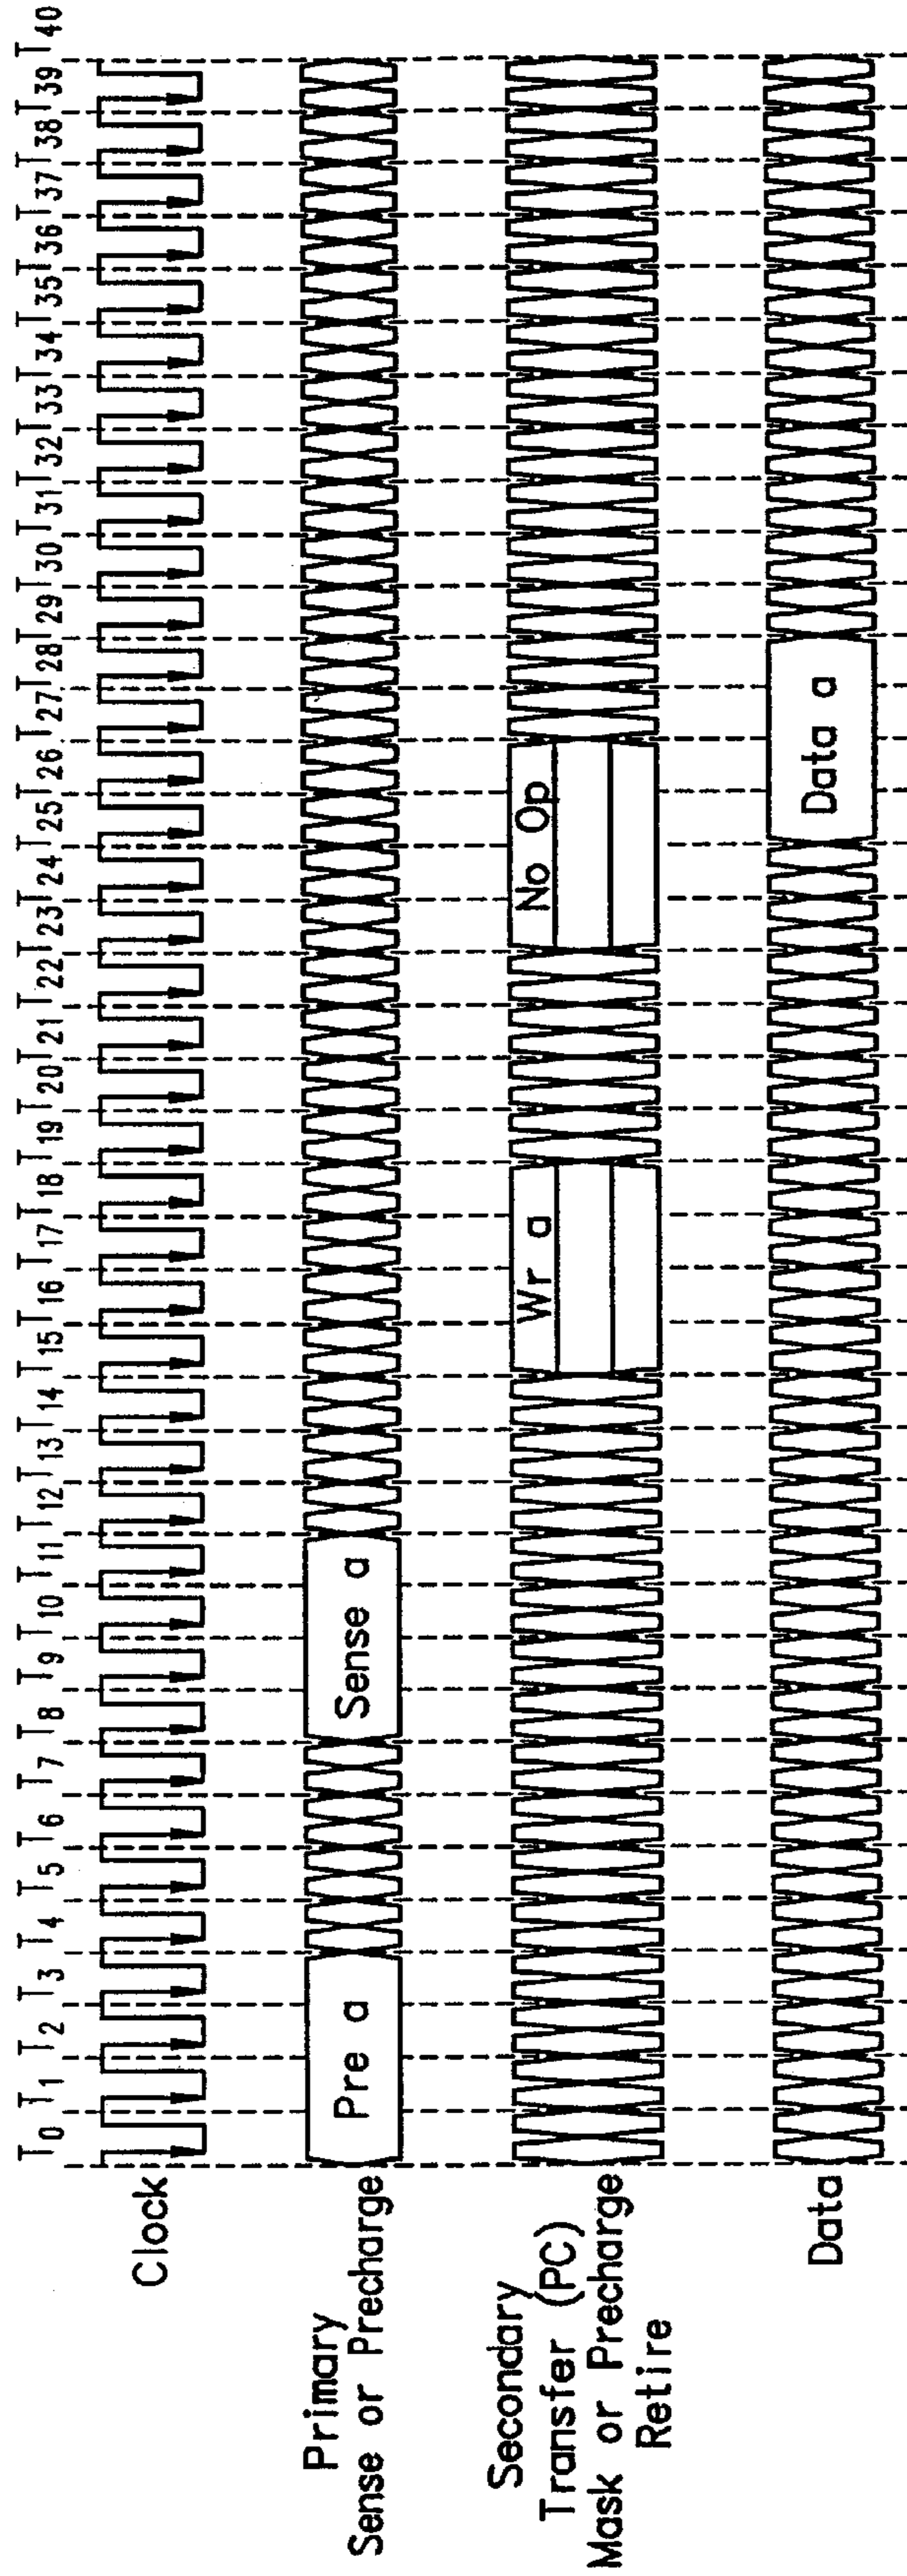 T0 T1 T2 T3 T4 T5 T6 T7 T8 T9 T10 T11 T12 T13 T14 T15 T16 T17 T18 T19 T20 T21 T22 T23 T24 T25 T26 T27 T28 T29 T30 T31 T32 T33 T34 T35 T36 T37 T38 T39 T40
Clock
Primary
Sense or Precharge
Pre a
Sense a
Secondary
Transfer (PC)
Mask or Precharge
Retire
Wr a
No Op
Data
Data a